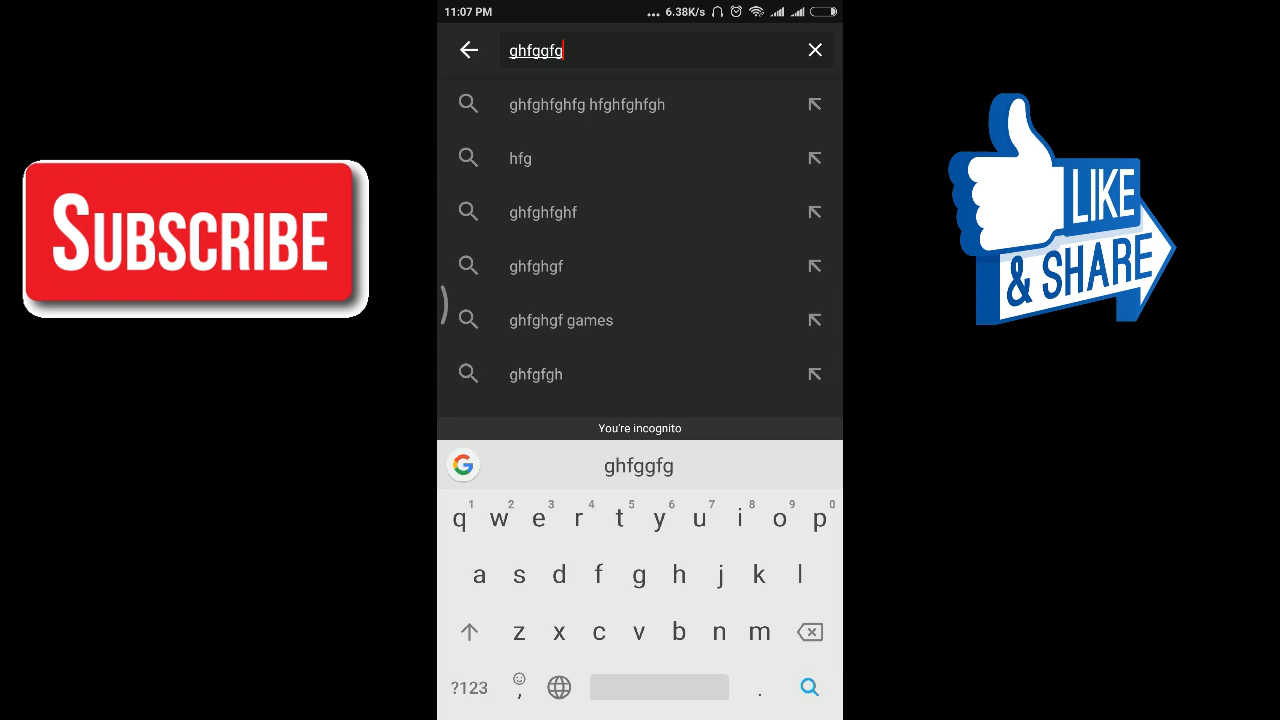 11:07 PM ... 6.38K/s
ghfggfg
ghfghfghfg hfghfghfgh
hfg
ghfghfghf
ghfghgf
ghfghgf games
ghfgfgh
You're incognito
G ghfggfg
1 2 3 4 5 6 7 8 9 0
q w e r t y u i o p
a s d f g h j k l
z x c v b n m
?123 , .
SUBSCRIBE
LIKE
& SHARE